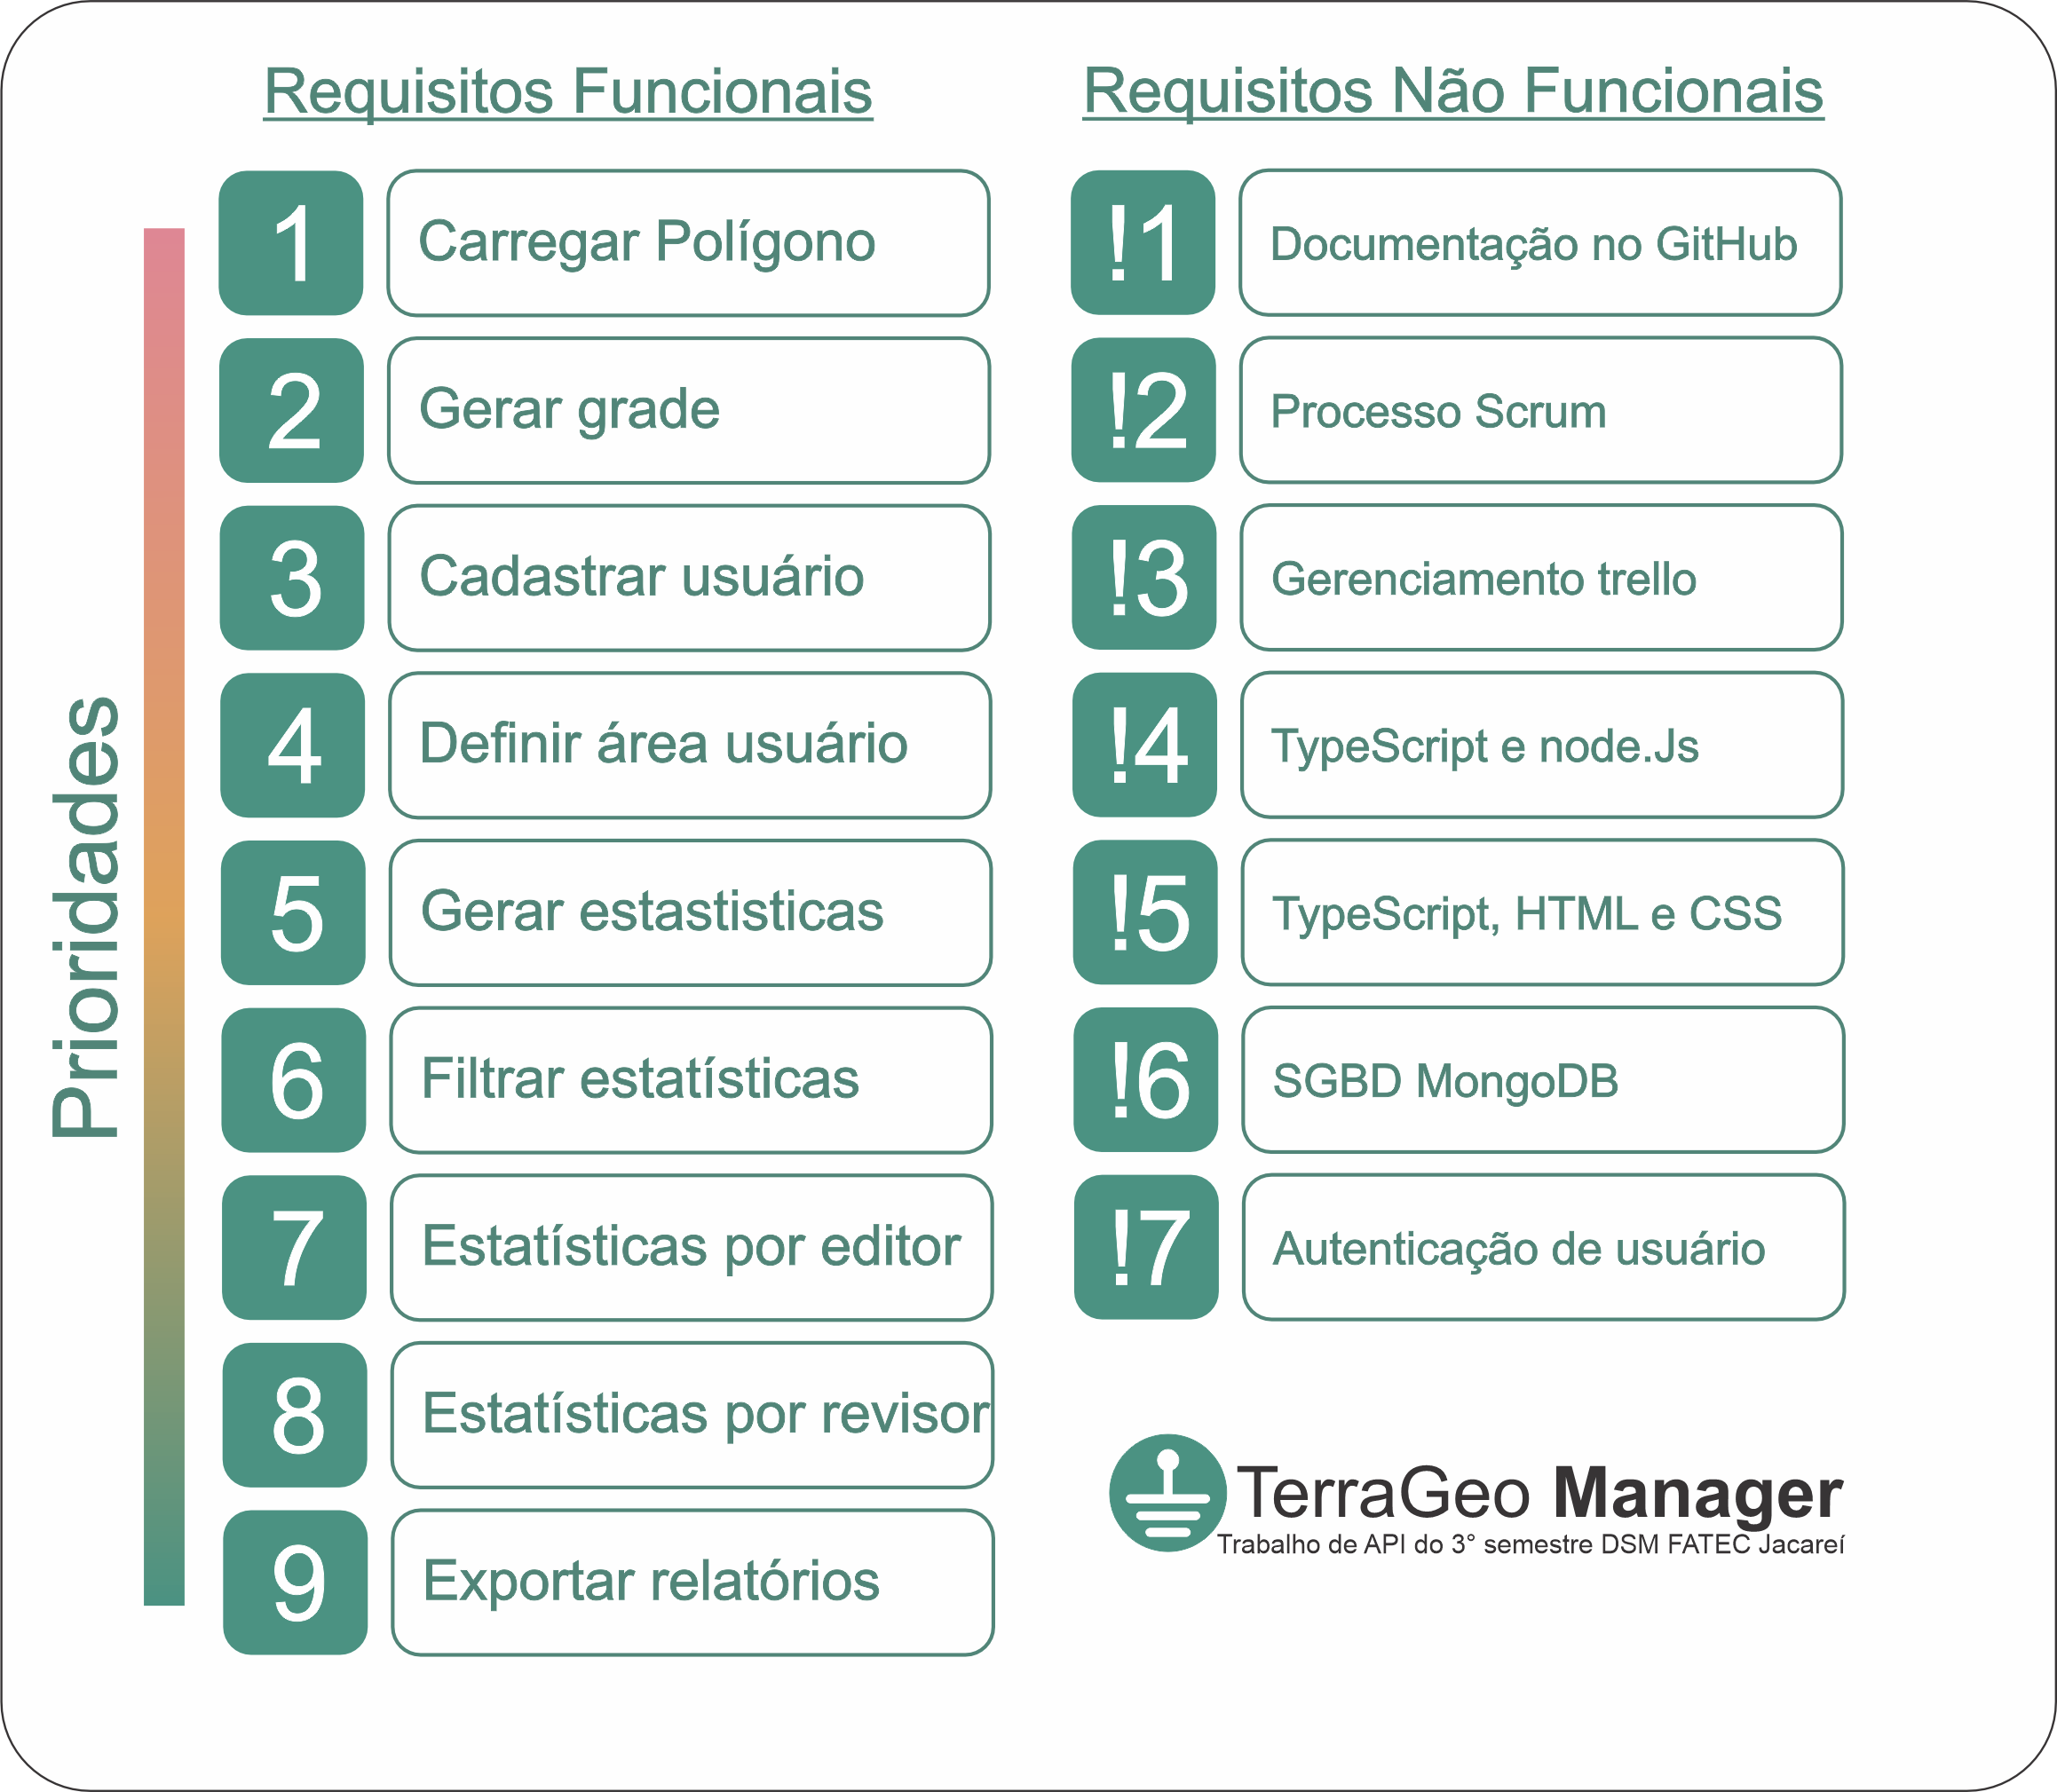 Requisitos Funcionais
Requisitos Não Funcionais
Prioridades
1
Carregar Polígono
2
Gerar grade
3
Cadastrar usuário
4
Definir área usuário
5
Gerar estastisticas
6
Filtrar estatísticas
7
Estatísticas por editor
8
Estatísticas por revisor
9
Exportar relatórios
!1
Documentação no GitHub
!2
Processo Scrum
!3
Gerenciamento trello
!4
TypeScript e node.Js
!5
TypeScript, HTML e CSS
!6
SGBD MongoDB
!7
Autenticação de usuário
TerraGeo Manager
Trabalho de API do 3° semestre DSM FATEC Jacareí